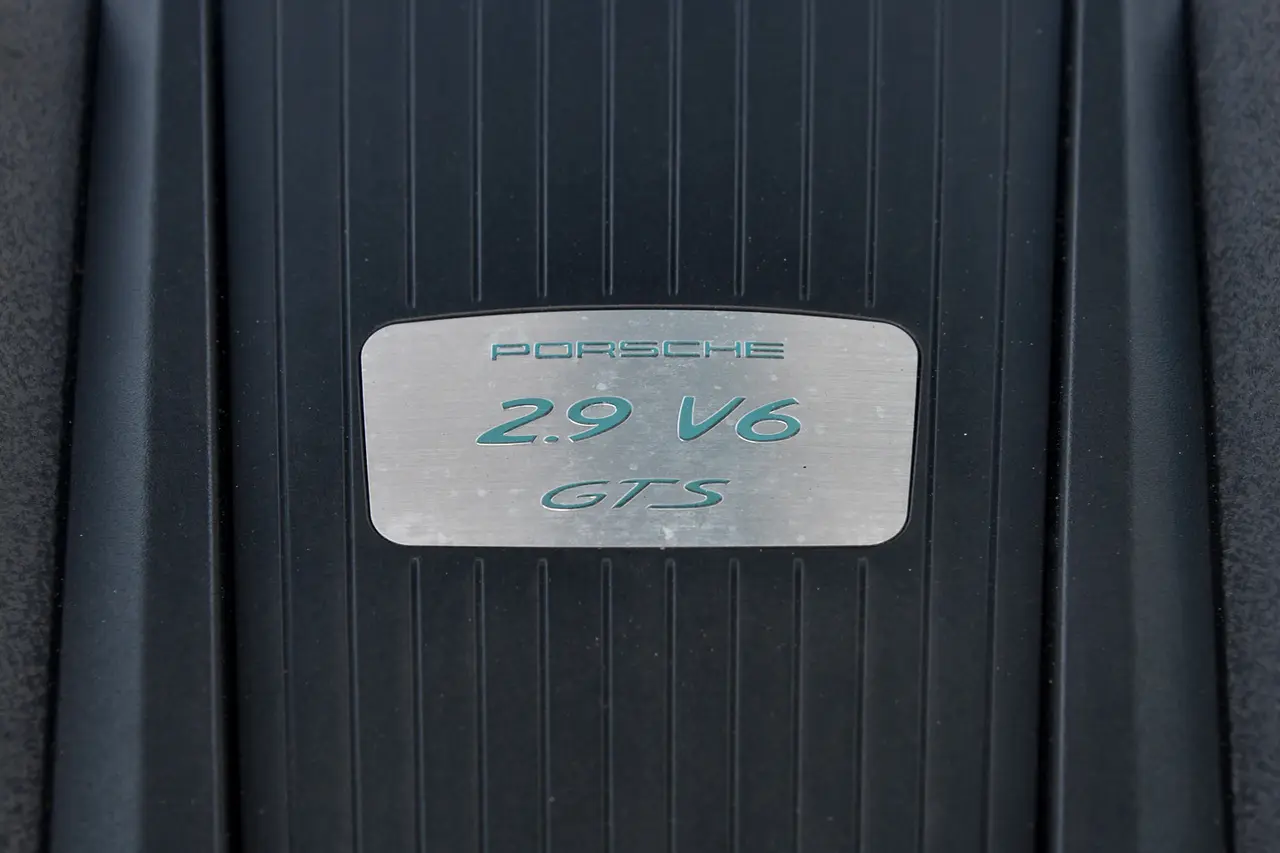 PORSCHE
2.9 V6
GTS